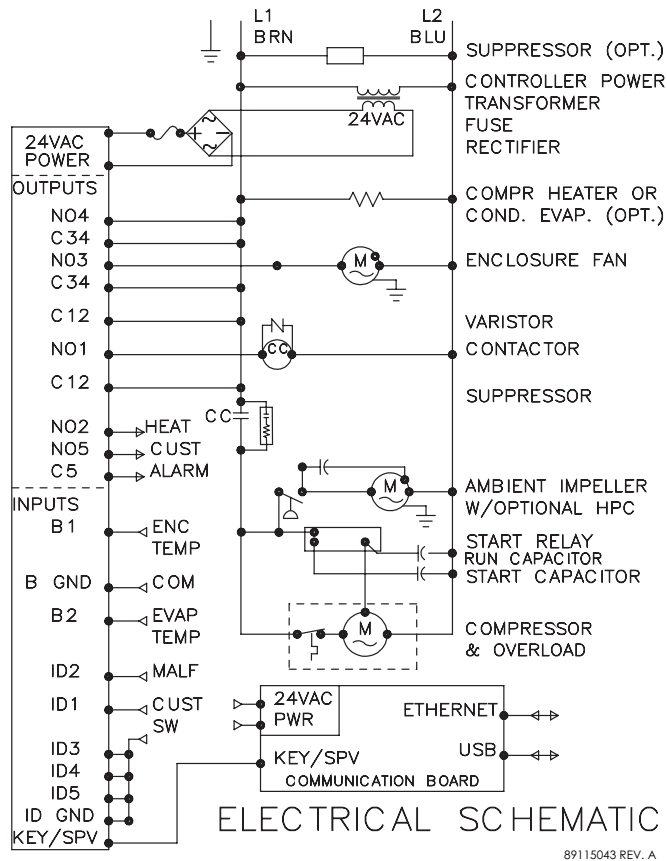 L1
BRN
L2
BLU
SUPPRESSOR (OPT.)
CONTROLLER POWER
TRANSFORMER
FUSE
RECTIFIER
24VAC
24VAC
POWER
OUTPUTS
NO4
C34
NO3
C34
C12
NO1
C12
NO2
NO5
C5
HEAT
CUST
ALARM
COMPR HEATER OR
COND. EVAP. (OPT.)
M
ENCLOSURE FAN
VARISTOR
N
CC
CONTACTOR
SUPPRESSOR
CC
M
AMBIENT IMPELLER
W/OPTIONAL HPC
START RELAY
RUN CAPACITOR
START CAPACITOR
M
COMPRESSOR
& OVERLOAD
INPUTS
B1
ENC
TEMP
B GND
COM
B2
EVAP
TEMP
ID2
MALF
ID1
CUST
SW
ID3
ID4
ID5
ID GND
KEY/SPV
24VAC
PWR
KEY/SPV
ETHERNET
USB
COMMUNICATION BOARD
ELECTRICAL SCHEMATIC
89115043 REV. A